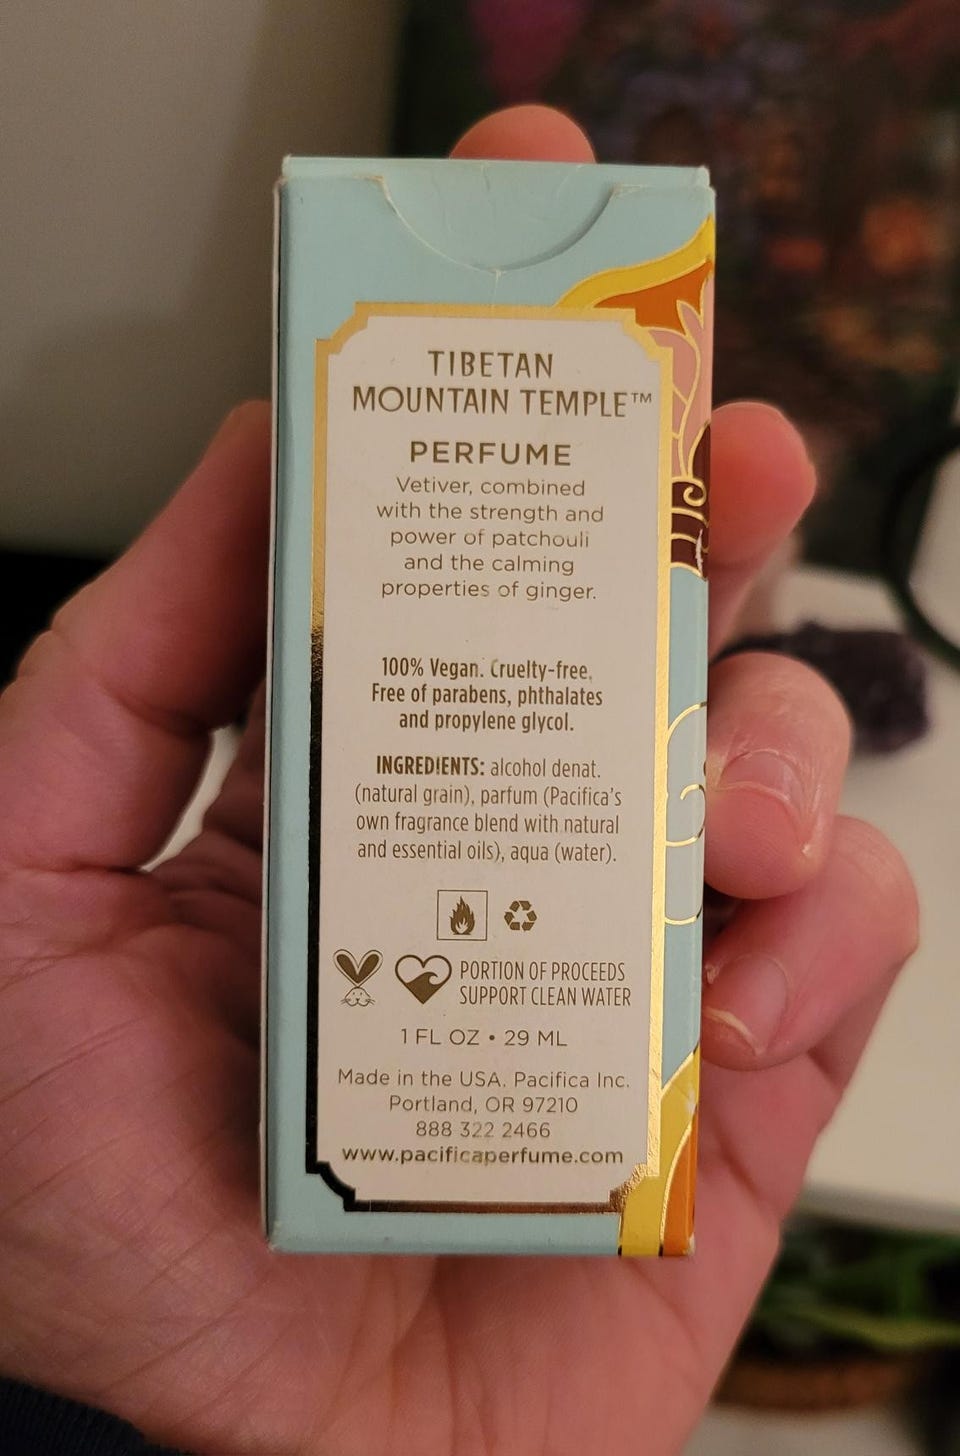 TIBETAN
MOUNTAIN TEMPLE™
PERFUME
Vetiver, combined
with the strength and
power of patchouli
and the calming
properties of ginger.
100% Vegan. Cruelty-free.
Free of parabens, phthalates
and propylene glycol.
INGREDIENTS: alcohol denat.
(natural grain), parfum (Pacifica's
own fragrance blend with natural
and essential oils), aqua (water).
PORTION OF PROCEEDS
SUPPORT CLEAN WATER
1 FL OZ • 29 ML
Made in the USA. Pacifica Inc.
Portland, OR 97210
888 322 2466
www.pacificaperfume.com